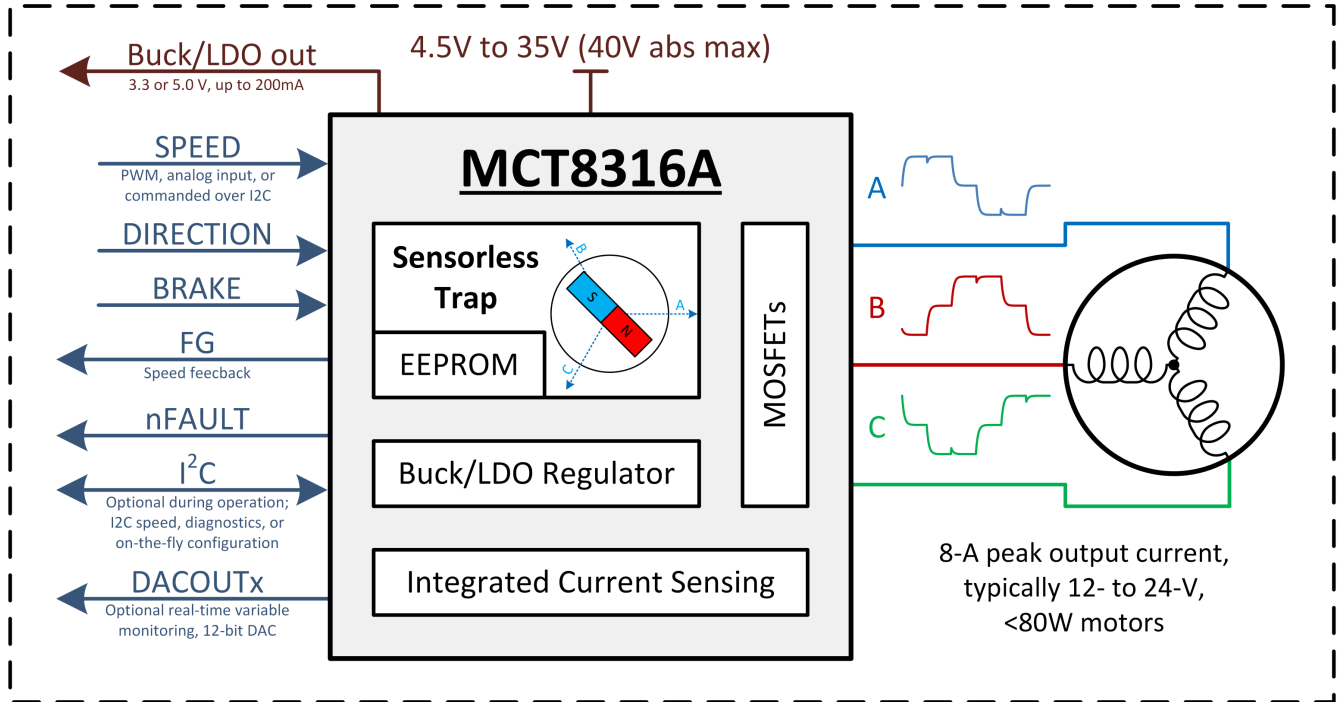 Buck/LDO out
3.3 or 5.0 V, up to 200mA
4.5V to 35V (40V abs max)
SPEED
PWM, analog input, or
commanded over I2C
DIRECTION
BRAKE
FG
Speed feecback
nFAULT
I²C
Optional during operation;
I2C speed, diagnostics, or
on-the-fly configuration
DACOUTx
Optional real-time variable
monitoring, 12-bit DAC
MCT8316A
Sensorless
Trap
EEPROM
B
S
A
N
C
MOSFETs
Buck/LDO Regulator
Integrated Current Sensing
A
B
C
8-A peak output current,
typically 12- to 24-V,
<80W motors